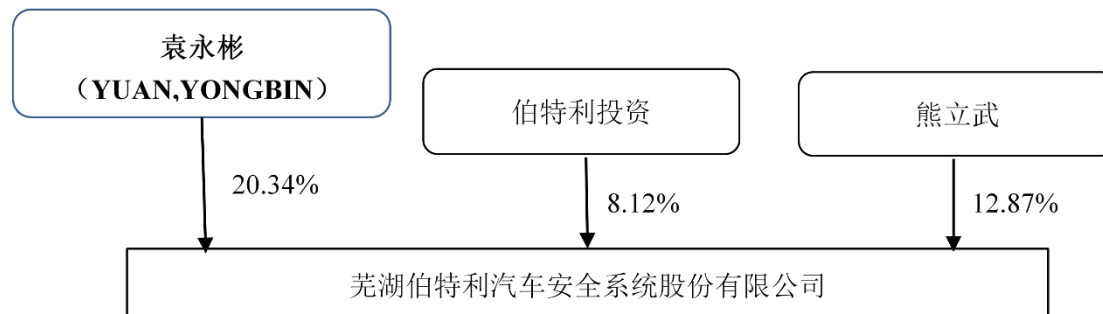 袁永彬
（YUAN,YONGBIN）
伯特利投资
熊立武
20.34%
8.12%
12.87%
芜湖伯特利汽车安全系统股份有限公司